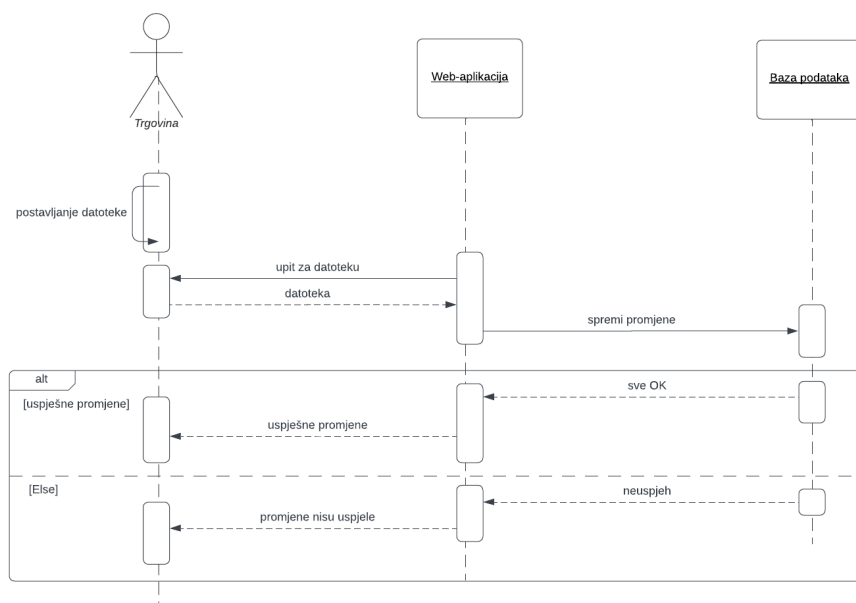 Trgovina
Web-aplikacija
Baza podataka
postavljanje datoteke
upit za datoteku
datoteka
spremi promjene
alt
[uspješne promjene]
sve OK
uspješne promjene
[Else]
neuspjeh
promjene nisu uspjele